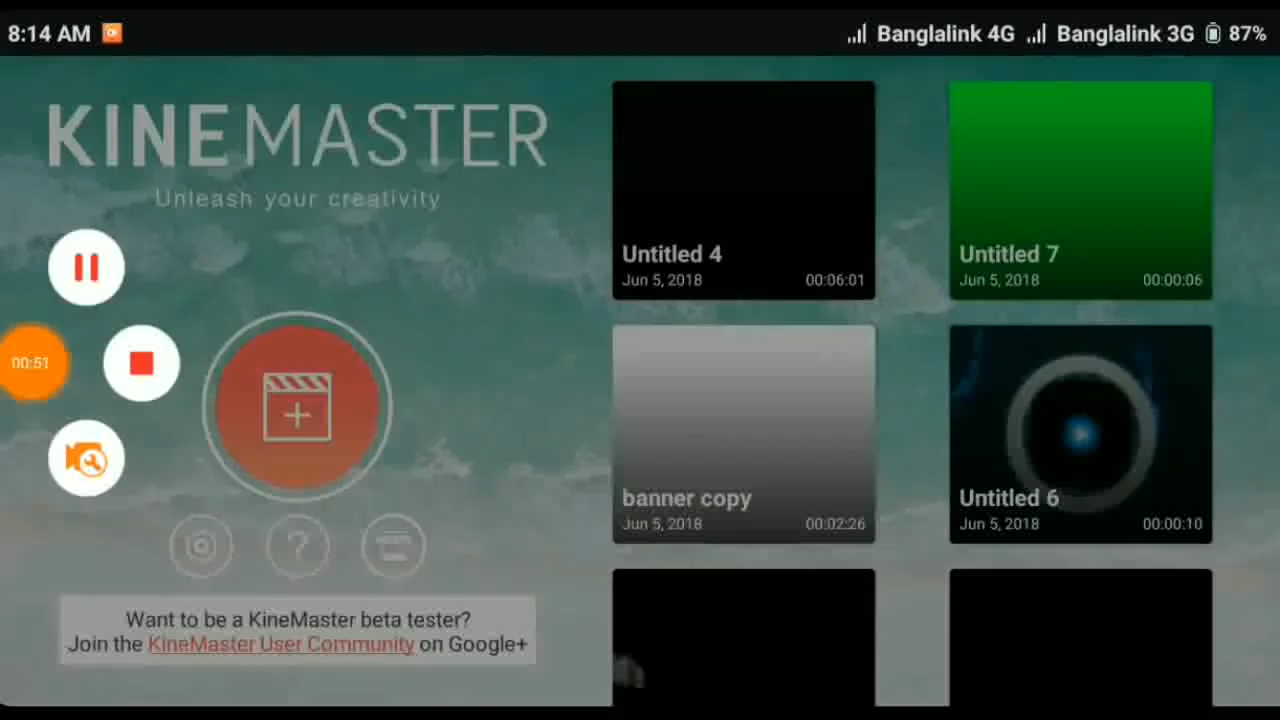 8:14 AM
Banglalink 4G Banglalink 3G 87%
KINEMASTER
Unleash your creativity
00:51
Want to be a KineMaster beta tester?
Join the KineMaster User Community on Google+
Untitled 4
Jun 5, 2018 00:06:01
Untitled 7
Jun 5, 2018 00:00:06
banner copy
Jun 5, 2018 00:02:26
Untitled 6
Jun 5, 2018 00:00:10